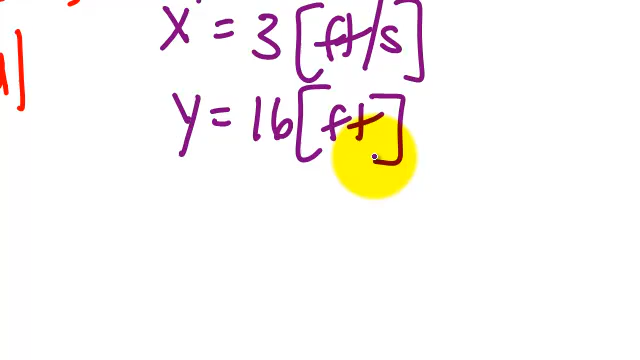 x' = 3 [ft/s]
y = 16 [ft]